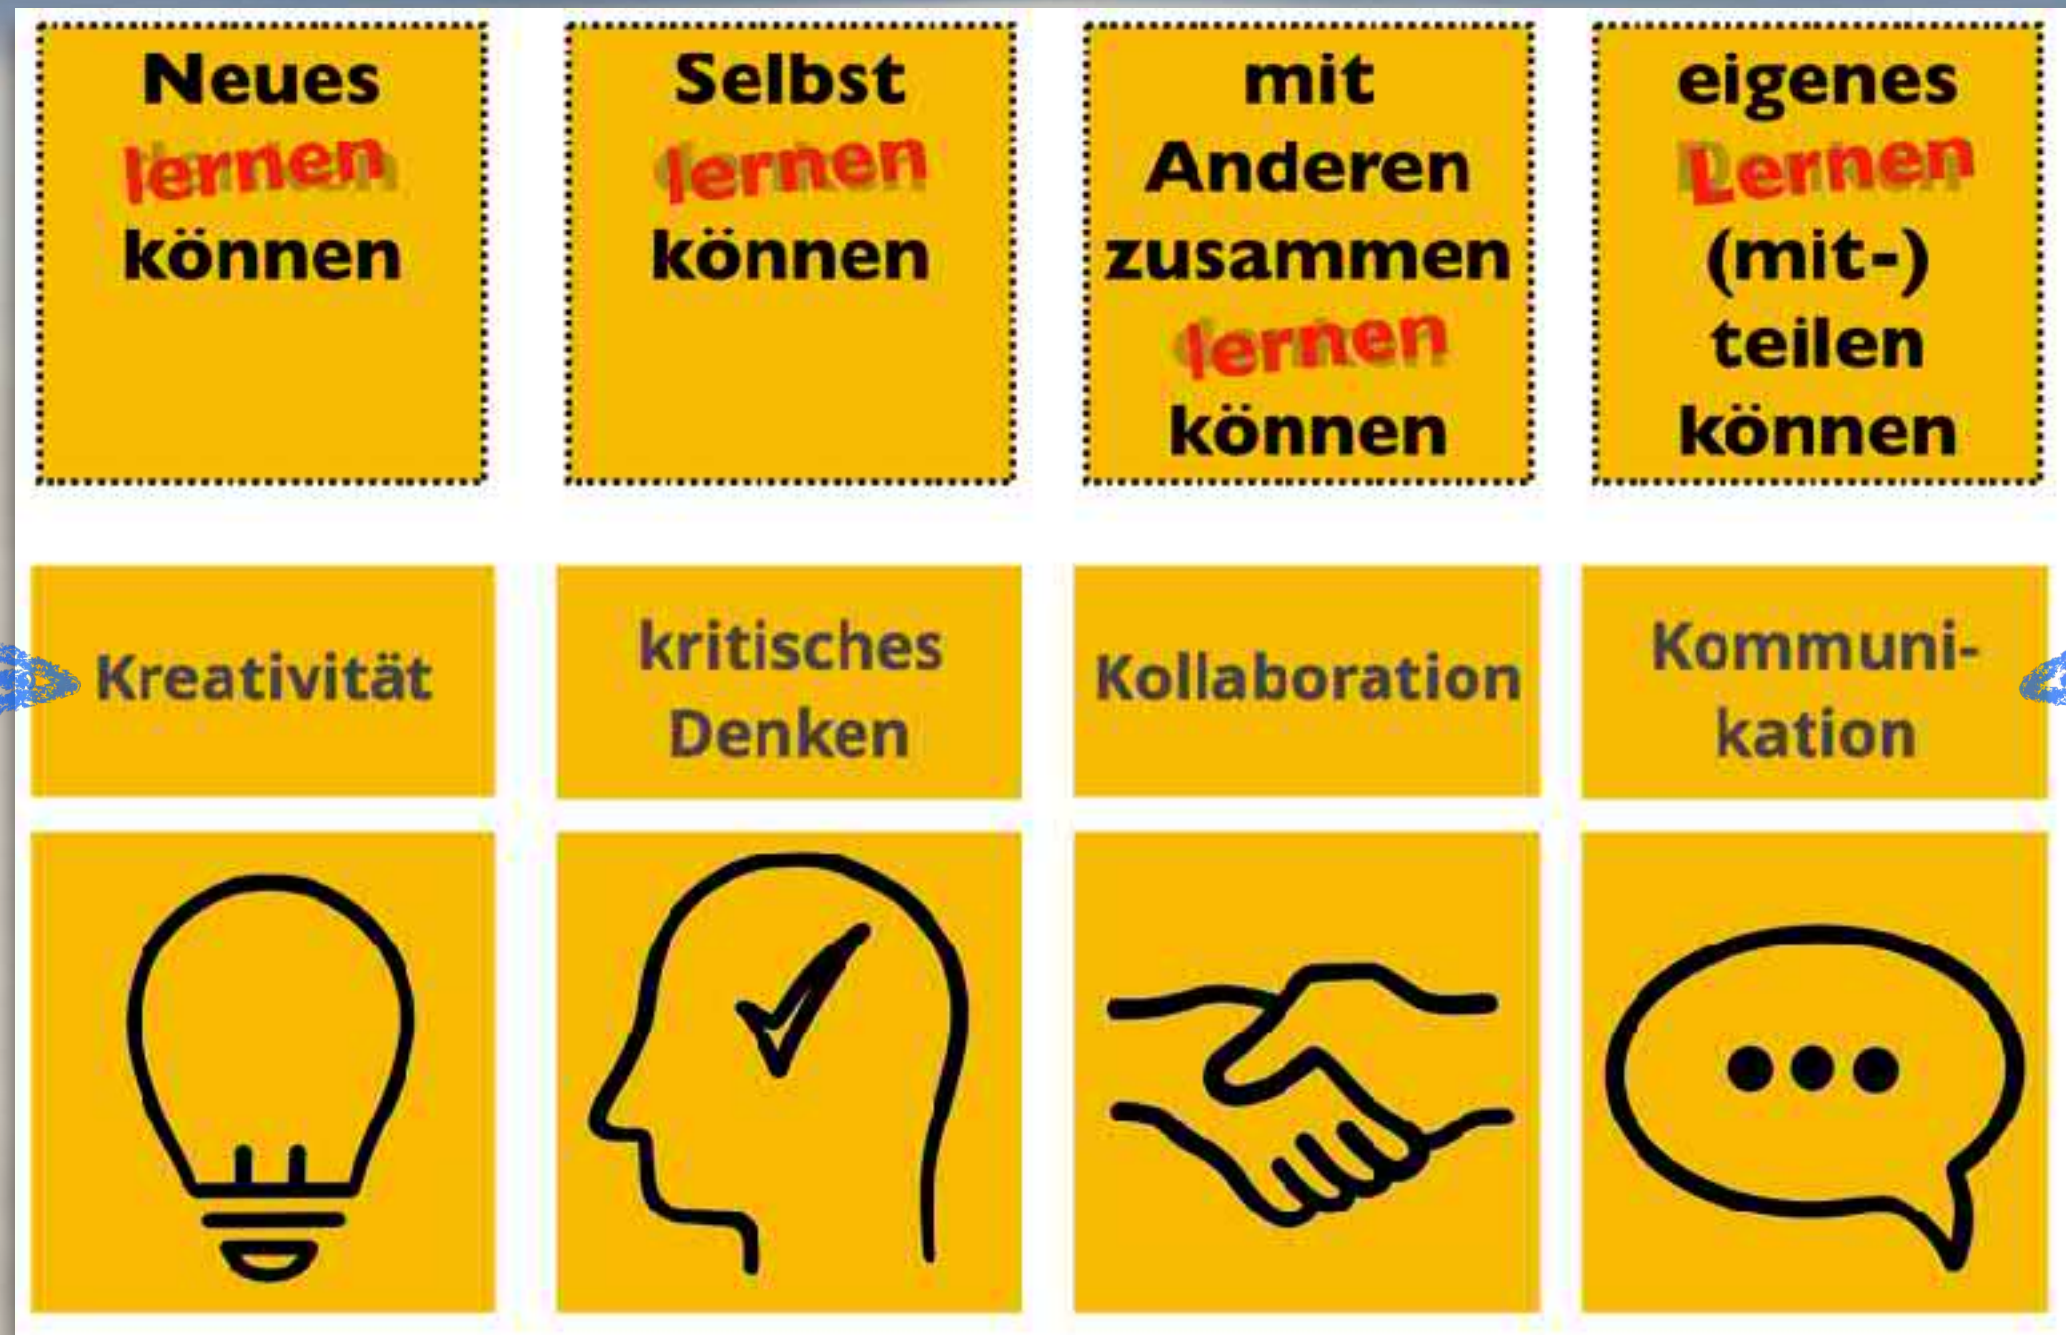 Neues
lernen
können
Selbst
lernen
können
mit
Anderen
zusammen
lernen
können
eigenes
Lernen
(mit-)
teilen
können
Kreativität
kritisches
Denken
Kollaboration
Kommuni-
kation